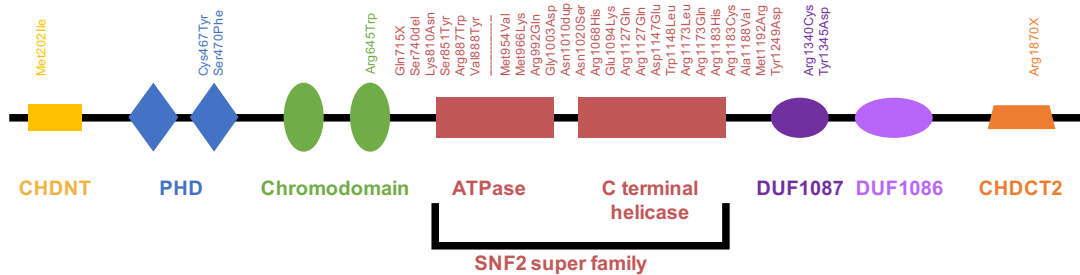 Met202Ile
Cys467Tyr
Ser470Phe
Arg645Trp
Gln715X
Ser740del
Lys810Asn
Ser851Tyr
Arg887Trp
Val888Tyr
Met954Val
Met966Lys
Arg992Gln
Gly1003Asp
Asn1010dup
Asn1020Ser
Arg1068His
Glu1094Lys
Arg1127Gln
Arg1127Gln
Asp1147Glu
Trp1148Leu
Arg1173Leu
Arg1173Gln
Arg1183His
Arg1183Cys
Ala1188Val
Met1192Arg
Tyr1249Asp
Arg1340Cys
Tyr1345Asp
Arg1870X
CHDNT
PHD
Chromodomain
ATPase
C terminal
helicase
DUF1087
DUF1086
CHDCT2
SNF2 super family